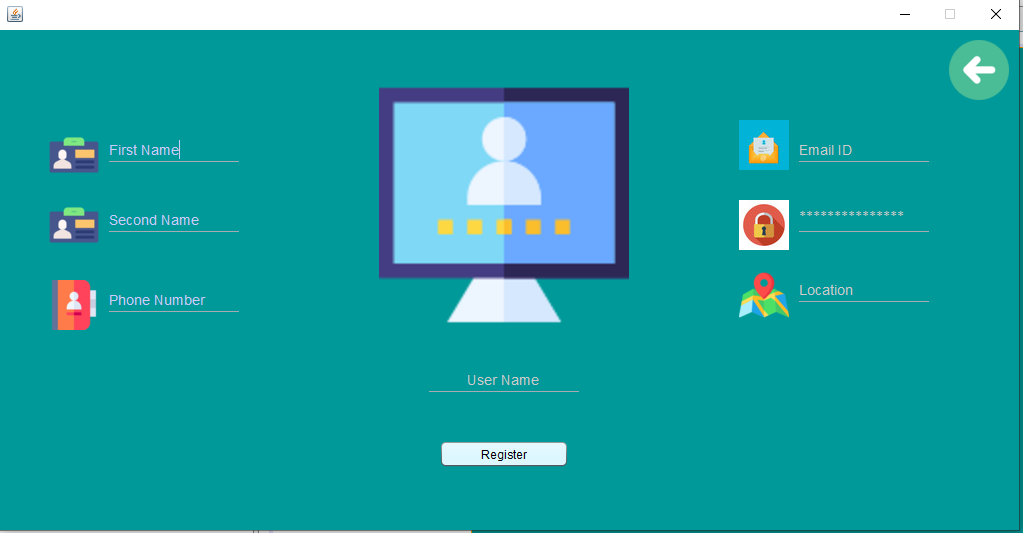 First Name
Second Name
Phone Number
Email ID
***************
Location
User Name
Register